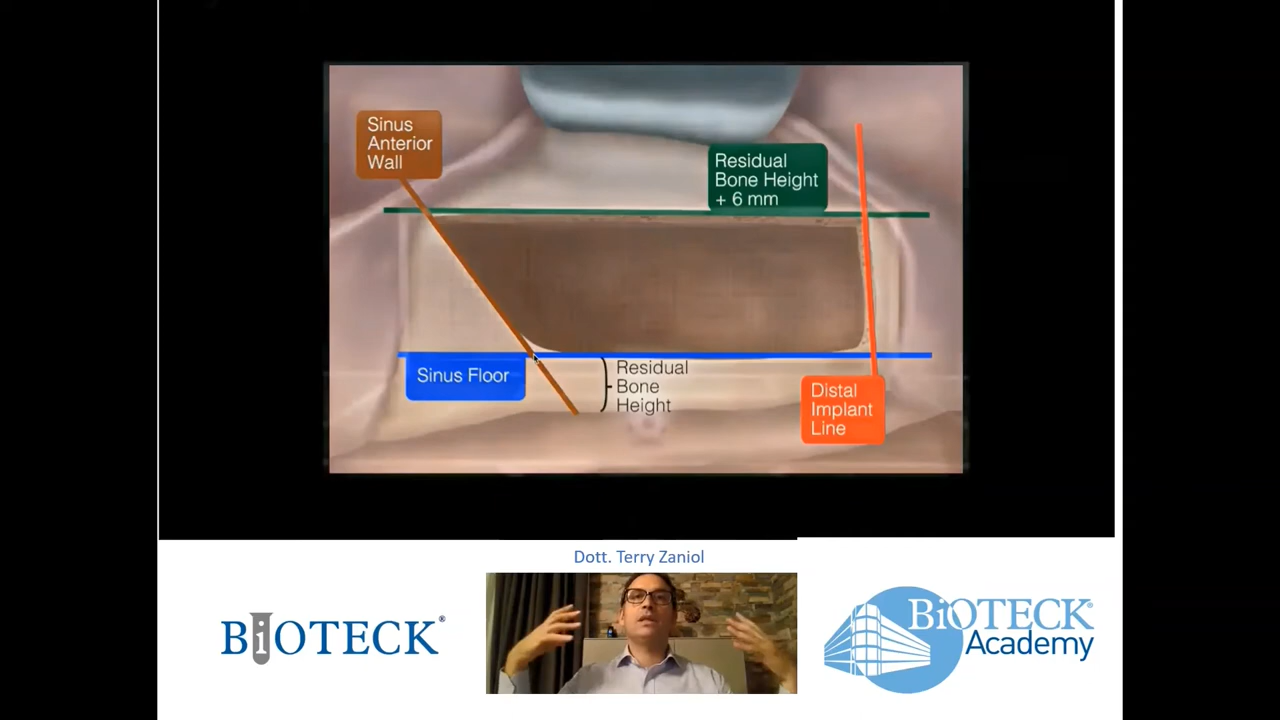 Sinus
Anterior
Wall
Residual
Bone Height
+ 6 mm
Sinus Floor
Residual
Bone
Height
Distal
Implant
Line
Dott. Terry Zaniol
BiOTECK®
BiOTECK®
Academy